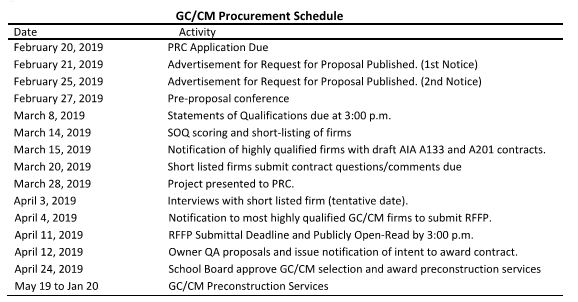 GC/CM Procurement Schedule
Date Activity
February 20, 2019 PRC Application Due
February 21, 2019 Advertisement for Request for Proposal Published. (1st Notice)
February 25, 2019 Advertisement for Request for Proposal Published. (2nd Notice)
February 27, 2019 Pre-proposal conference
March 8, 2019 Statements of Qualifications due at 3:00 p.m.
March 14, 2019 SOQ scoring and short-listing of firms
March 15, 2019 Notification of highly qualified firms with draft AIA A133 and A201 contracts.
March 20, 2019 Short listed firms submit contract questions/comments due
March 28, 2019 Project presented to PRC.
April 3, 2019 Interviews with short listed firm (tentative date).
April 4, 2019 Notification to most highly qualified GC/CM firms to submit RFFP.
April 11, 2019 RFFP Submittal Deadline and Publicly Open-Read by 3:00 p.m.
April 12, 2019 Owner QA proposals and issue notification of intent to award contract.
April 24, 2019 School Board approve GC/CM selection and award preconstruction services
May 19 to Jan 20 GC/CM Preconstruction Services